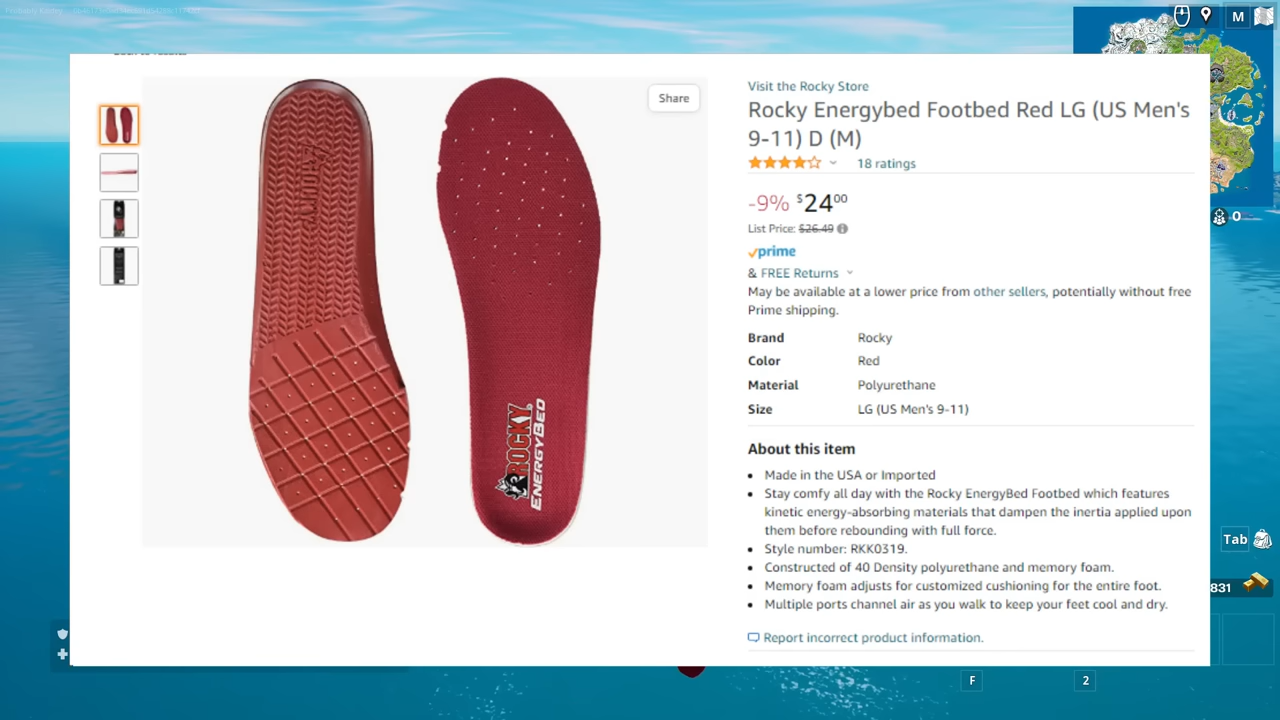 M
0
Share
Visit the Rocky Store
Rocky Energybed Footbed Red LG (US Men's
9-11) D (M)
18 ratings
-9% $24 00
List Price: $26.49
prime
& FREE Returns
May be available at a lower price from other sellers, potentially without free
Prime shipping.
Brand Rocky
Color Red
Material Polyurethane
Size LG (US Men's 9-11)
About this item
Made in the USA or Imported
Stay comfy all day with the Rocky EnergyBed Footbed which features
kinetic energy-absorbing materials that dampen the inertia applied upon
them before rebounding with full force.
Style number: RKK0319.
Constructed of 40 Density polyurethane and memory foam.
Memory foam adjusts for customized cushioning for the entire foot.
Multiple ports channel air as you walk to keep your feet cool and dry.
Report incorrect product information.
ROCKY
ROCKY
ENERGYBED
Tab
831
F
2